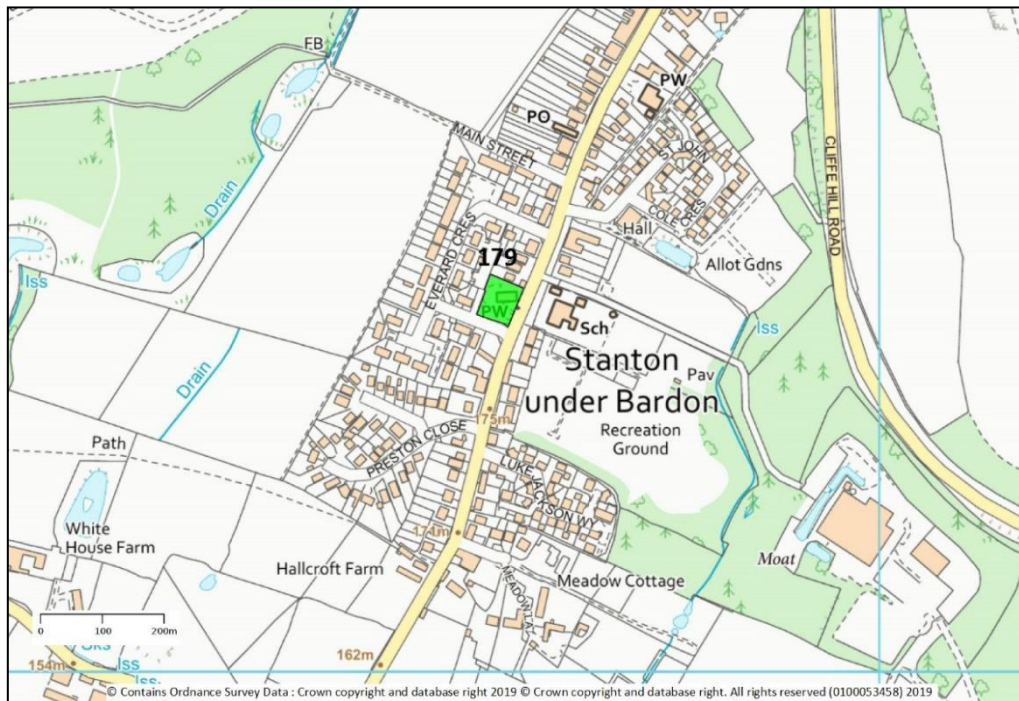 FB
PW
PO
MAIN STREET
ST JOHN
COLE CRES
CLIFFE HILL ROAD
Drain
Hall
EVERARD CRES
179
Allot Gdns
Iss
PW
Sch
Iss
Stanton
under Bardon
Pav
Drain
175m
Recreation
Ground
Path
PRESTON CLOSE
LUKE JACKSON WY
White
House Farm
174m
Moat
Hallcroft Farm
Meadow Cottage
MEADOW LA
0 100 200m
Iss
154m
162m
Iss
© Contains Ordnance Survey Data : Crown copyright and database right 2019 © Crown copyright and database right. All rights reserved (0100053458) 2019